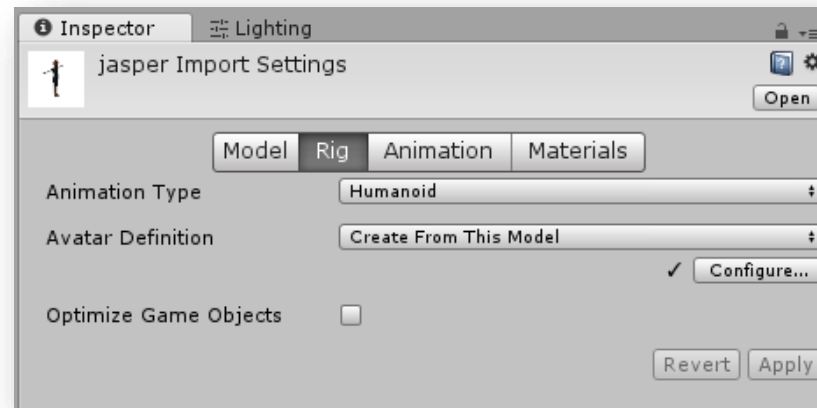 Inspector Lighting
jasper Import Settings
Open
Model Rig Animation Materials
Animation Type Humanoid
Avatar Definition Create From This Model
✓ Configure...
Optimize Game Objects
Revert Apply